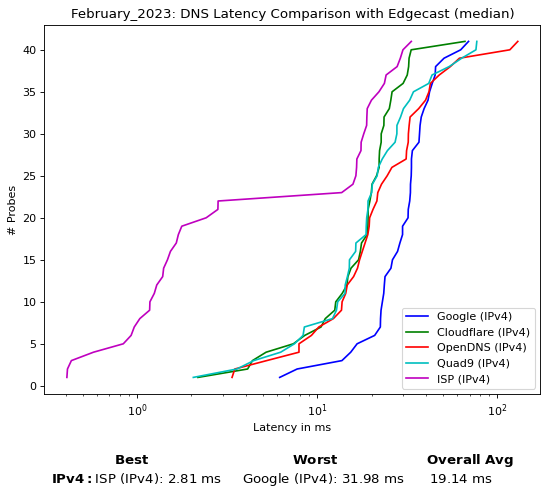 February_2023: DNS Latency Comparison with Edgecast (median)
# Probes
40
35
30
25
20
15
10
5
0
Google (IPv4)
Cloudflare (IPv4)
OpenDNS (IPv4)
Quad9 (IPv4)
ISP (IPv4)
10⁰ 10¹ 10²
Latency in ms
Best Worst Overall Avg
IPv4: ISP (IPv4): 2.81 ms Google (IPv4): 31.98 ms 19.14 ms